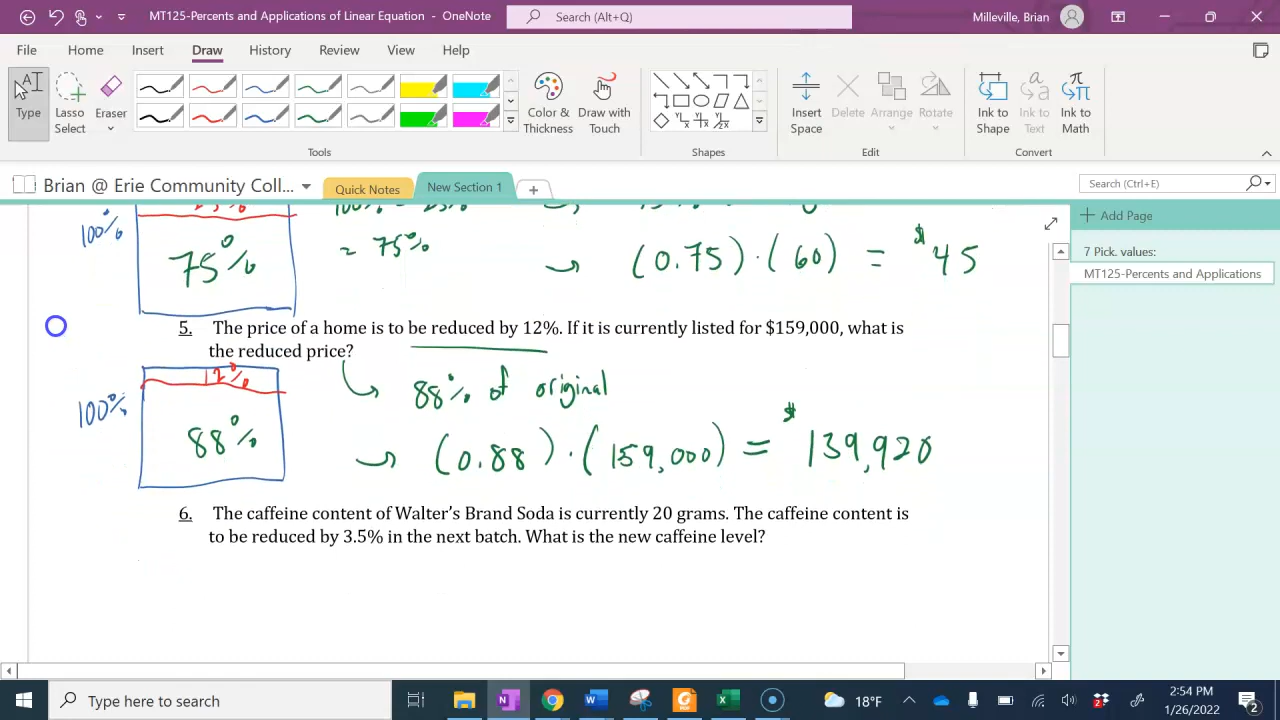 MT125-Percents and Applications of Linear Equation - OneNote
Search (Alt+Q)
Milleville, Brian
File Home Insert Draw History Review View Help
Type
Lasso Select
Eraser
Color & Thickness
Draw with Touch
Insert Space
Delete
Arrange
Rotate
Ink to Shape
Ink to Text
Ink to Math
Tools
Shapes
Edit
Convert
Brian @ Erie Community Coll...
Quick Notes
New Section 1
Search (Ctrl+E)
Add Page
7 Pick. values:
MT125-Percents and Applications
100%
75%
= 75%
(0.75)·(60) = $45
5. The price of a home is to be reduced by 12%. If it is currently listed for $159,000, what is
the reduced price?
12%
100%
88%
88% of original
(0.88)·(159,000) = $139,920
6. The caffeine content of Walter's Brand Soda is currently 20 grams. The caffeine content is
to be reduced by 3.5% in the next batch. What is the new caffeine level?
Type here to search
18°F
2:54 PM
1/26/2022
2